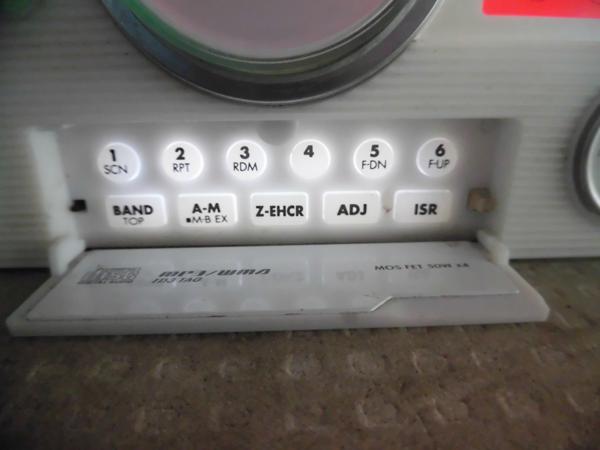 1 2 3 4 5 6
SCN RPT RDM F-DN F-UP
BAND A-M Z-EHCR ADJ ISR
TOP ■M-B EX
mp3/WMA MOS FET 50W X4
ID3 TAG